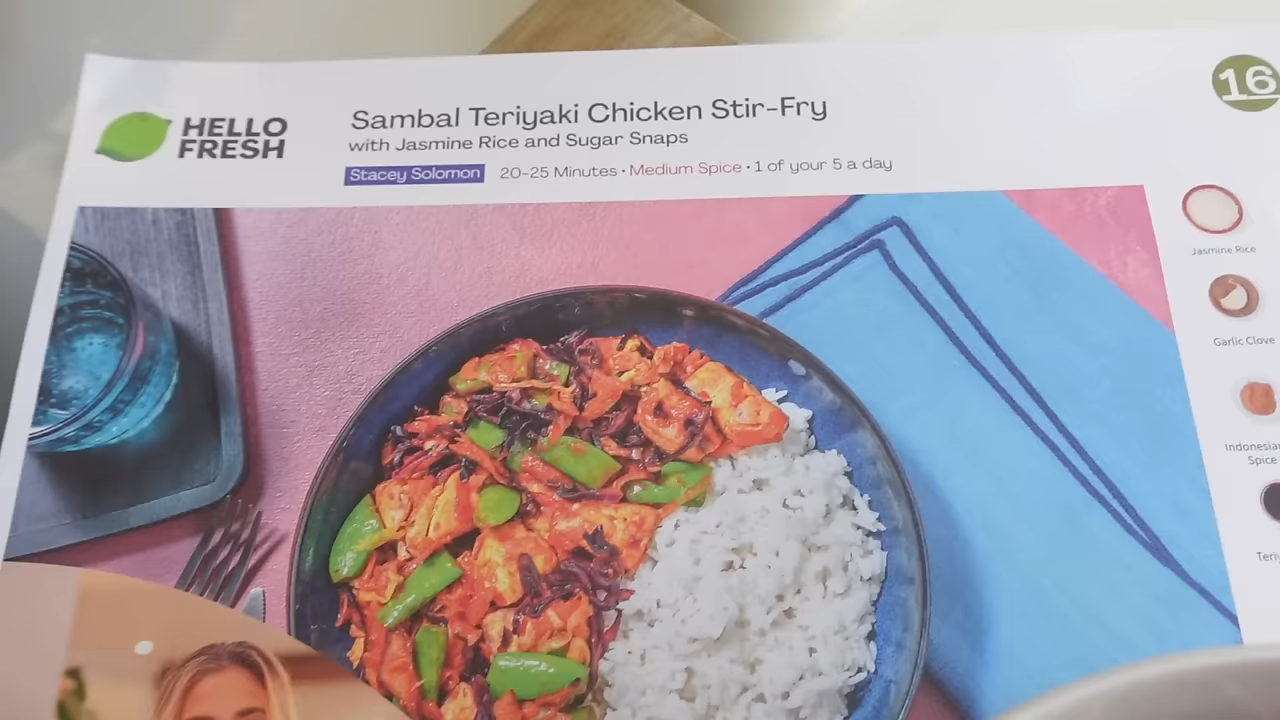 HELLO
FRESH
Sambal Teriyaki Chicken Stir-Fry
with Jasmine Rice and Sugar Snaps
Stacey Solomon 20-25 Minutes • Medium Spice • 1 of your 5 a day
16
Jasmine Rice
Garlic Clove
Spice